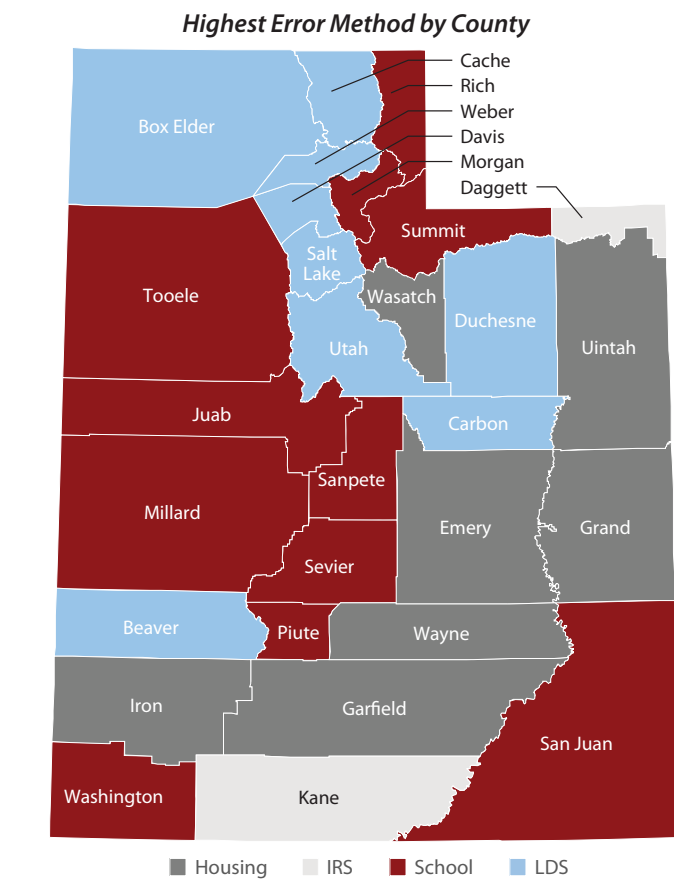 Highest Error Method by County
Cache
Rich
Weber
Davis
Morgan
Daggett
Box Elder
Summit
Salt
Lake
Tooele
Wasatch
Duchesne
Utah
Uintah
Juab
Carbon
Sanpete
Millard
Emery
Grand
Sevier
Beaver
Piute
Wayne
Iron
Garfield
San Juan
Washington
Kane
Housing
IRS
School
LDS